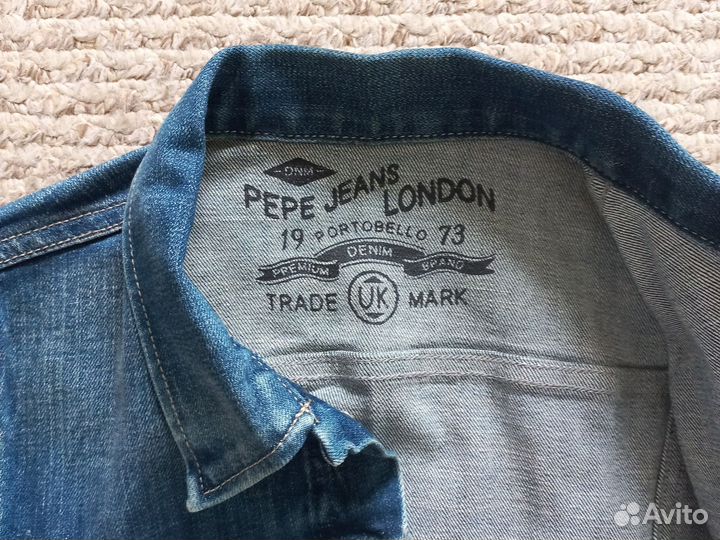 DNM
PEPE JEANS LONDON
19 PORTOBELLO 73
PREMIUM DENIM BRAND
TRADE UK MARK
Avito